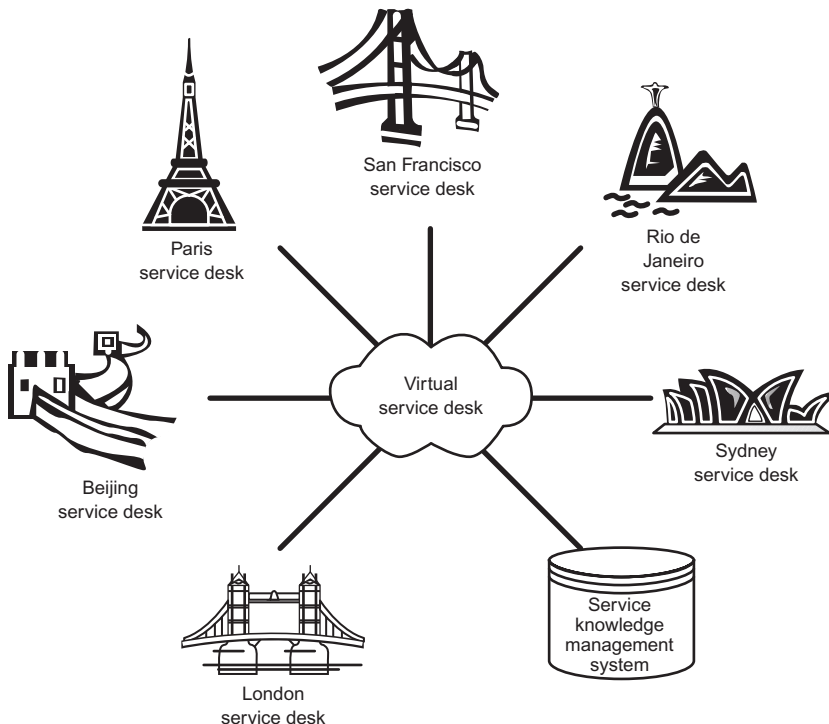 San Francisco
service desk
Paris
service desk
Rio de
Janeiro
service desk
Virtual
service desk
Beijing
service desk
Sydney
service desk
London
service desk
Service
knowledge
management
system